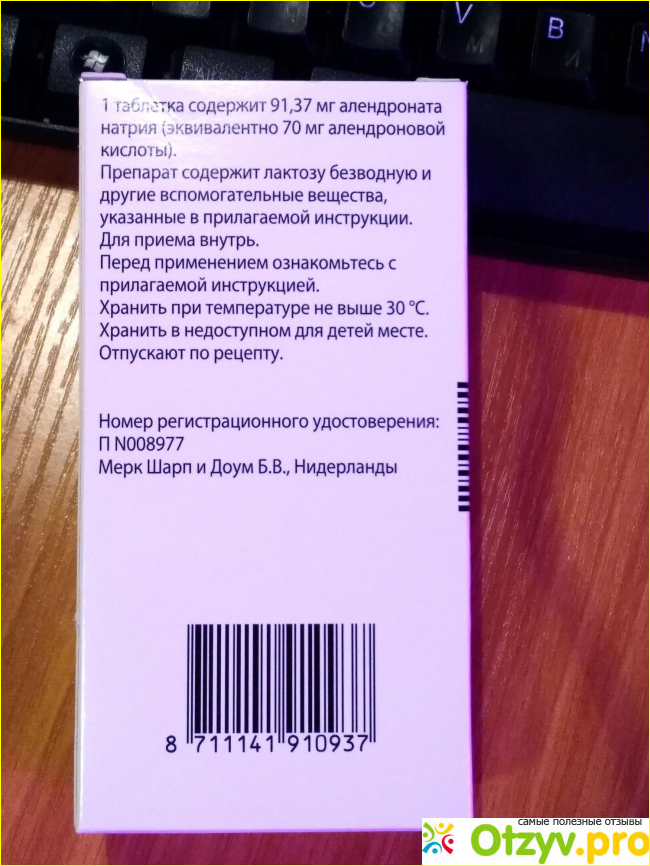 V
B
М
И
1 таблетка содержит 91,37 мг алендроната
натрия (эквивалентно 70 мг алендроновой
кислоты).
Препарат содержит лактозу безводную и
другие вспомогательные вещества,
указанные в прилагаемой инструкции.
Для приема внутрь.
Перед применением ознакомьтесь с
прилагаемой инструкцией.
Хранить при температуре не выше 30 °C.
Хранить в недоступном для детей месте.
Отпускают по рецепту.
Номер регистрационного удостоверения:
П N008977
Мерк Шарп и Доум Б.В., Нидерланды
8 711141 910937
самые полезные отзывы
Otzyv.pro